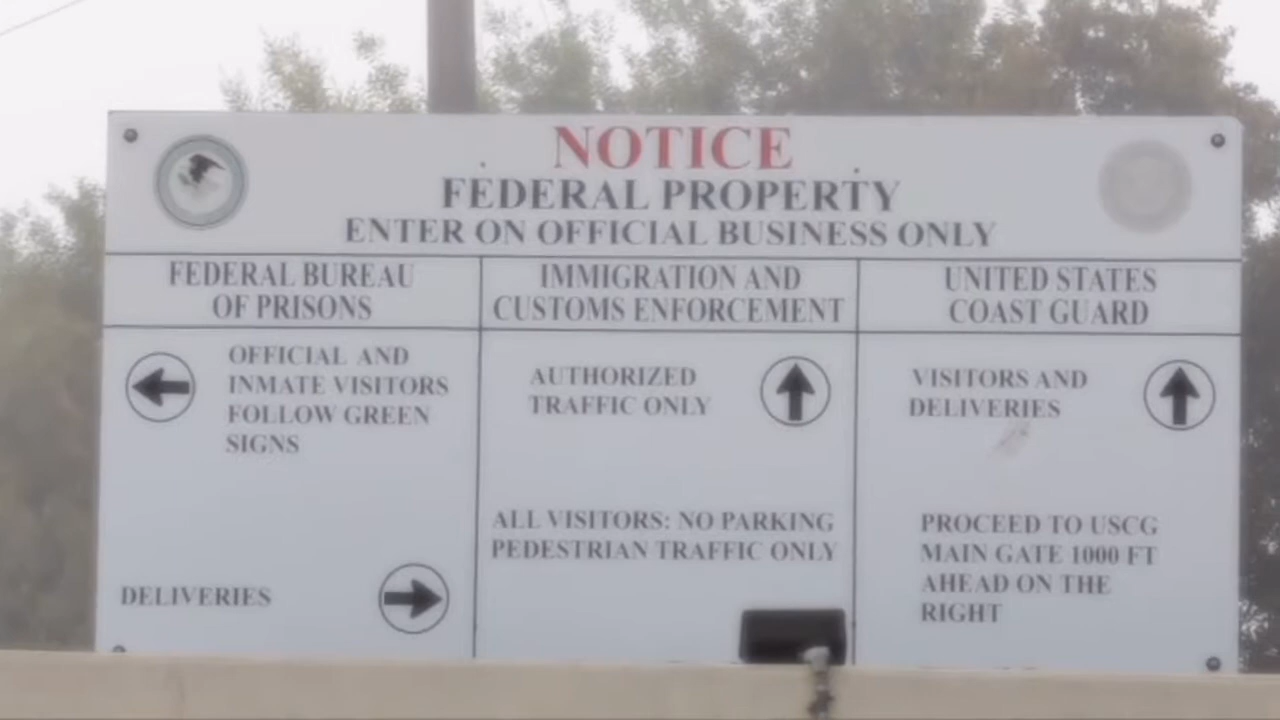 NOTICE
FEDERAL PROPERTY
ENTER ON OFFICIAL BUSINESS ONLY
FEDERAL BUREAU
OF PRISONS
OFFICIAL AND
INMATE VISITORS
FOLLOW GREEN
SIGNS
DELIVERIES
IMMIGRATION AND
CUSTOMS ENFORCEMENT
AUTHORIZED
TRAFFIC ONLY
ALL VISITORS: NO PARKING
PEDESTRIAN TRAFFIC ONLY
UNITED STATES
COAST GUARD
VISITORS AND
DELIVERIES
PROCEED TO USCG
MAIN GATE 1000 FT
AHEAD ON THE
RIGHT